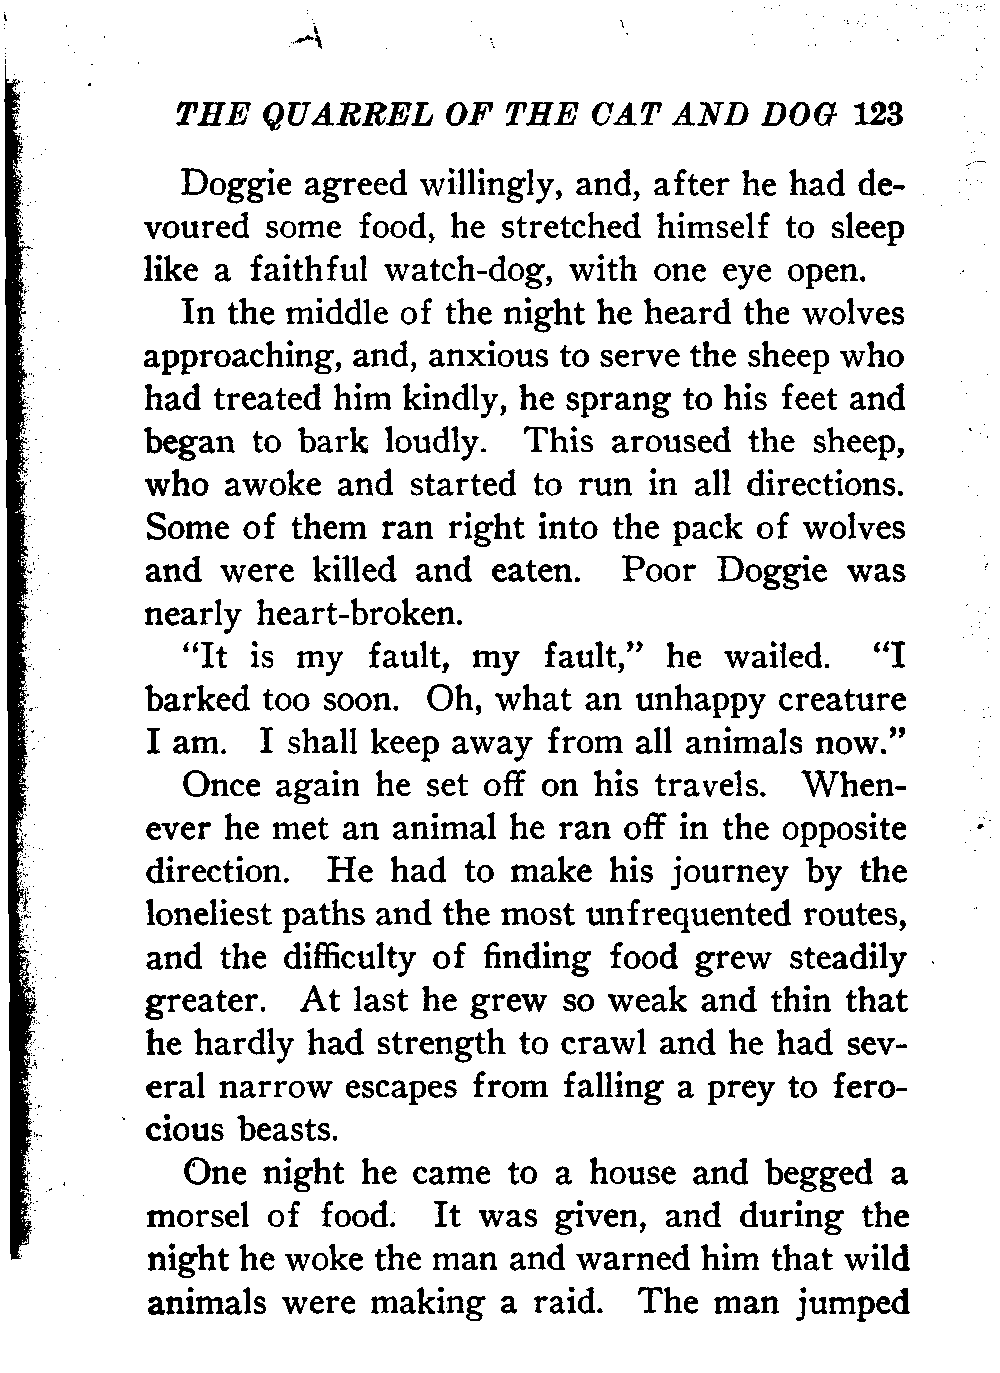 THE QUARREL OF THE CAT AND DOG 123
Doggie agreed willingly, and, after he had de-
voured some food, he stretched himself to sleep
like a faithful watch-dog, with one eye open.
In the middle of the night he heard the wolves
approaching, and, anxious to serve the sheep who
had treated him kindly, he sprang to his feet and
began to bark loudly. This aroused the sheep,
who awoke and started to run in all directions.
Some of them ran right into the pack of wolves
and were killed and eaten. Poor Doggie was
nearly heart-broken.
“It is my fault, my fault,” he wailed. “I
barked too soon. Oh, what an unhappy creature
I am. I shall keep away from all animals now.”
Once again he set off on his travels. When-
ever he met an animal he ran off in the opposite
direction. He had to make his journey by the
loneliest paths and the most unfrequented routes,
and the difficulty of finding food grew steadily
greater. At last he grew so weak and thin that
he hardly had strength to crawl and he had sev-
eral narrow escapes from falling a prey to fero-
cious beasts.
One night he came to a house and begged a
morsel of food. It was given, and during the
night he woke the man and warned him that wild
animals were making a raid. The man jumped